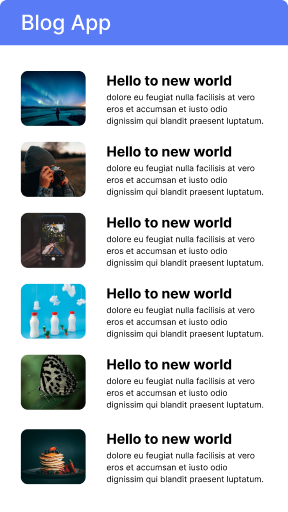 Blog App
Hello to new world
dolore eu feugiat nulla facilisis at vero
eros et accumsan et iusto odio
dignissim qui blandit praesent luptatum.
Hello to new world
dolore eu feugiat nulla facilisis at vero
eros et accumsan et iusto odio
dignissim qui blandit praesent luptatum.
Hello to new world
dolore eu feugiat nulla facilisis at vero
eros et accumsan et iusto odio
dignissim qui blandit praesent luptatum.
Hello to new world
dolore eu feugiat nulla facilisis at vero
eros et accumsan et iusto odio
dignissim qui blandit praesent luptatum.
Hello to new world
dolore eu feugiat nulla facilisis at vero
eros et accumsan et iusto odio
dignissim qui blandit praesent luptatum.
Hello to new world
dolore eu feugiat nulla facilisis at vero
eros et accumsan et iusto odio
dignissim qui blandit praesent luptatum.